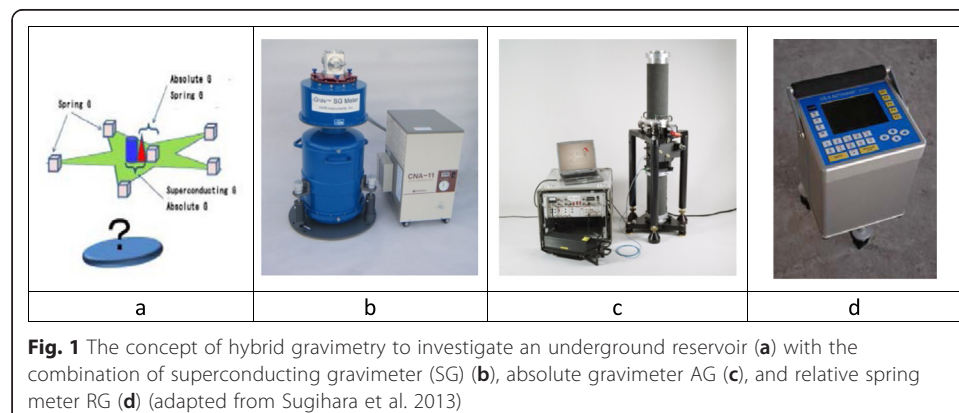 Absolute G
Spring G
Spring G
Superconducting G
Absolute G
?
iGrav™ SG Meter
CNA-11
a
b
c
d
Fig. 1 The concept of hybrid gravimetry to investigate an underground reservoir (a) with the
combination of superconducting gravimeter (SG) (b), absolute gravimeter AG (c), and relative spring
meter RG (d) (adapted from Sugihara et al. 2013)